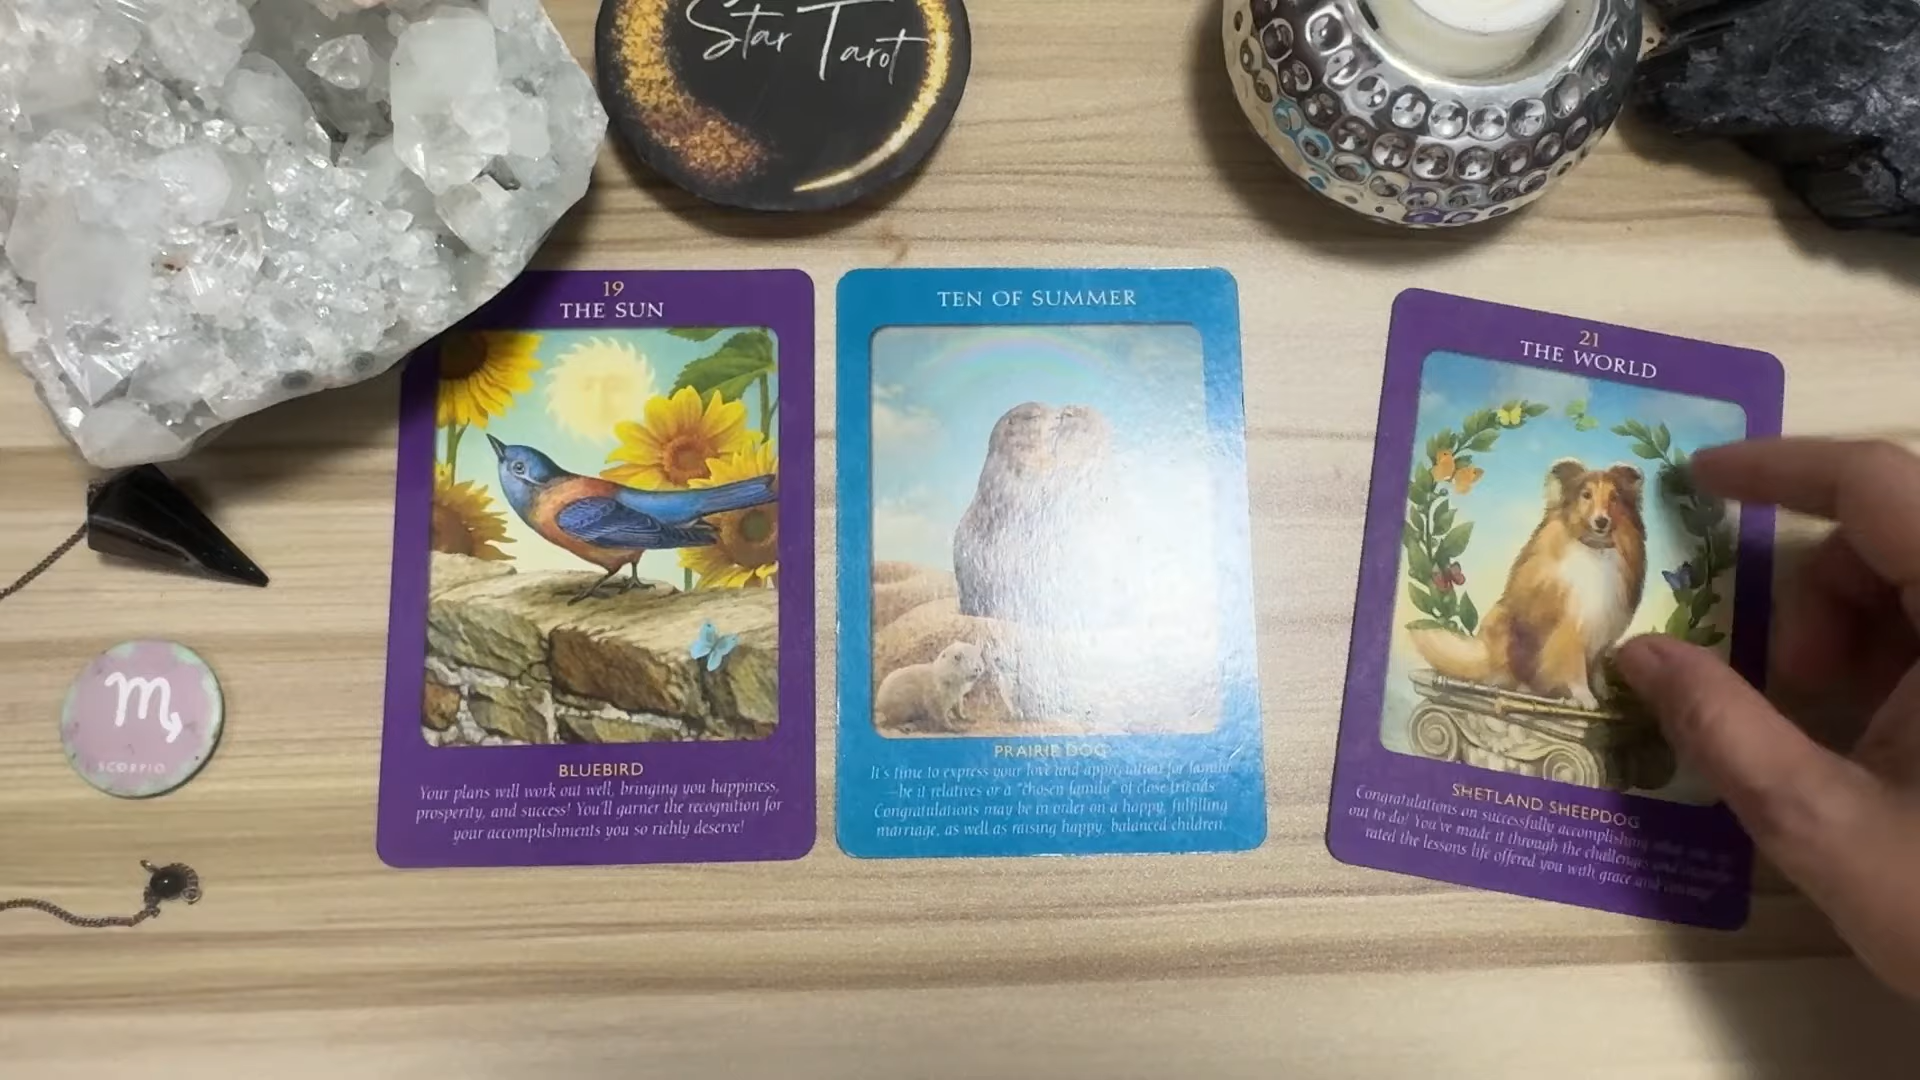 Star Tarot
19
THE SUN
BLUEBIRD
Your plans will work out well, bringing you happiness,
prosperity, and success! You'll garner the recognition for
your accomplishments you so richly deserve!
TEN OF SUMMER
PRAIRIE DOG
It's time to express your love and appreciation for family
—be it relatives or a "chosen family" of close friends.
Congratulations may be in order on a happy, fulfilling
marriage, as well as raising happy, balanced children.
21
THE WORLD
SHETLAND SHEEPDOG
Congratulations on successfully accomplishing what you set
out to do! You've made it through the challenges and
rated the lessons life offered you with grace and
SCORPIO